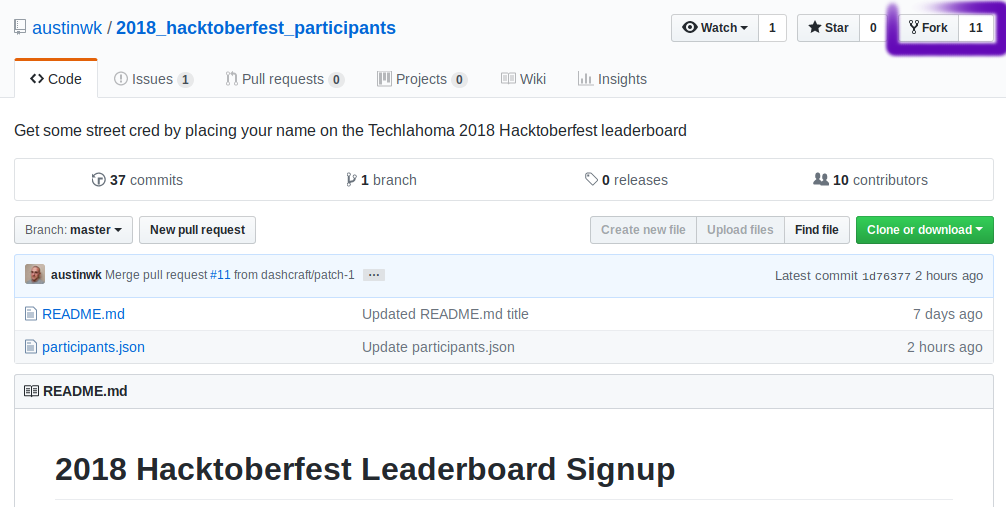 austinwk / 2018_hacktoberfest_participants Watch 1 Star 0 Fork 11
Code Issues 1 Pull requests 0 Projects 0 Wiki Insights
Get some street cred by placing your name on the Techlahoma 2018 Hacktoberfest leaderboard
37 commits 1 branch 0 releases 10 contributors
Branch: master New pull request Create new file Upload files Find file Clone or download
austinwk Merge pull request #11 from dashcraft/patch-1 ... Latest commit 1d76377 2 hours ago
README.md Updated README.md title 7 days ago
participants.json Update participants.json 2 hours ago
README.md
2018 Hacktoberfest Leaderboard Signup